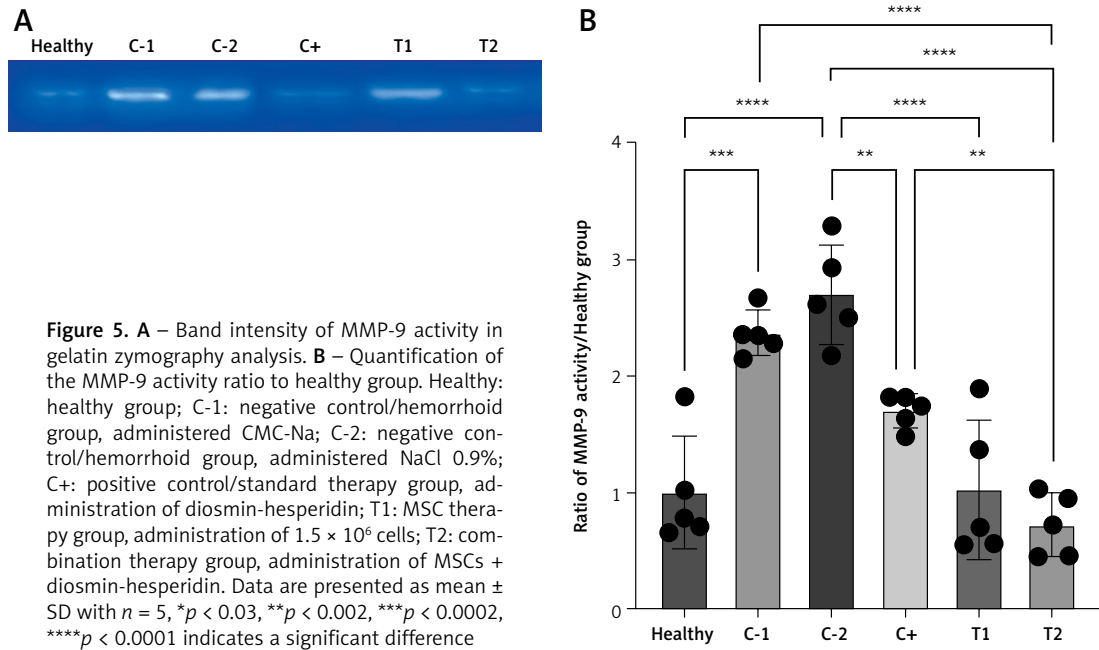 A
Healthy C-1 C-2 C+ T1 T2
Figure 5. A – Band intensity of MMP-9 activity in
gelatin zymography analysis. B – Quantification of
the MMP-9 activity ratio to healthy group. Healthy:
healthy group; C-1: negative control/hemorrhoid
group, administered CMC-Na; C-2: negative con-
trol/hemorrhoid group, administered NaCl 0.9%;
C+: positive control/standard therapy group, ad-
ministration of diosmin-hesperidin; T1: MSC thera-
py group, administration of 1.5 × 10⁶ cells; T2: com-
bination therapy group, administration of MSCs +
diosmin-hesperidin. Data are presented as mean ±
SD with n = 5, *p < 0.03, **p < 0.002, ***p < 0.0002,
****p < 0.0001 indicates a significant difference
B
****
****
**** ****
*** ** **
Ratio of MMP-9 activity/Healthy group
4
3
2
1
0
Healthy C-1 C-2 C+ T1 T2